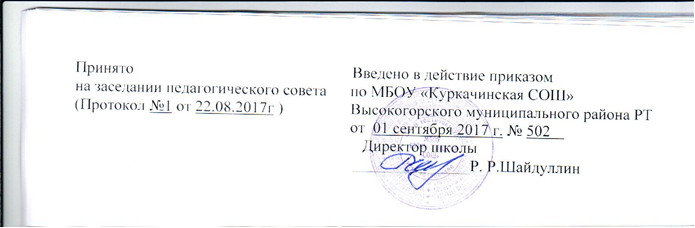 Принято
на заседании педагогического совета
(Протокол №1 от 22.08.2017г )
Введено в действие приказом
по МБОУ «Куркачинская СОШ»
Высокогорского муниципального района РТ
от 01 сентября 2017 г. № 502
Директор школы
Р. Р.Шайдуллин